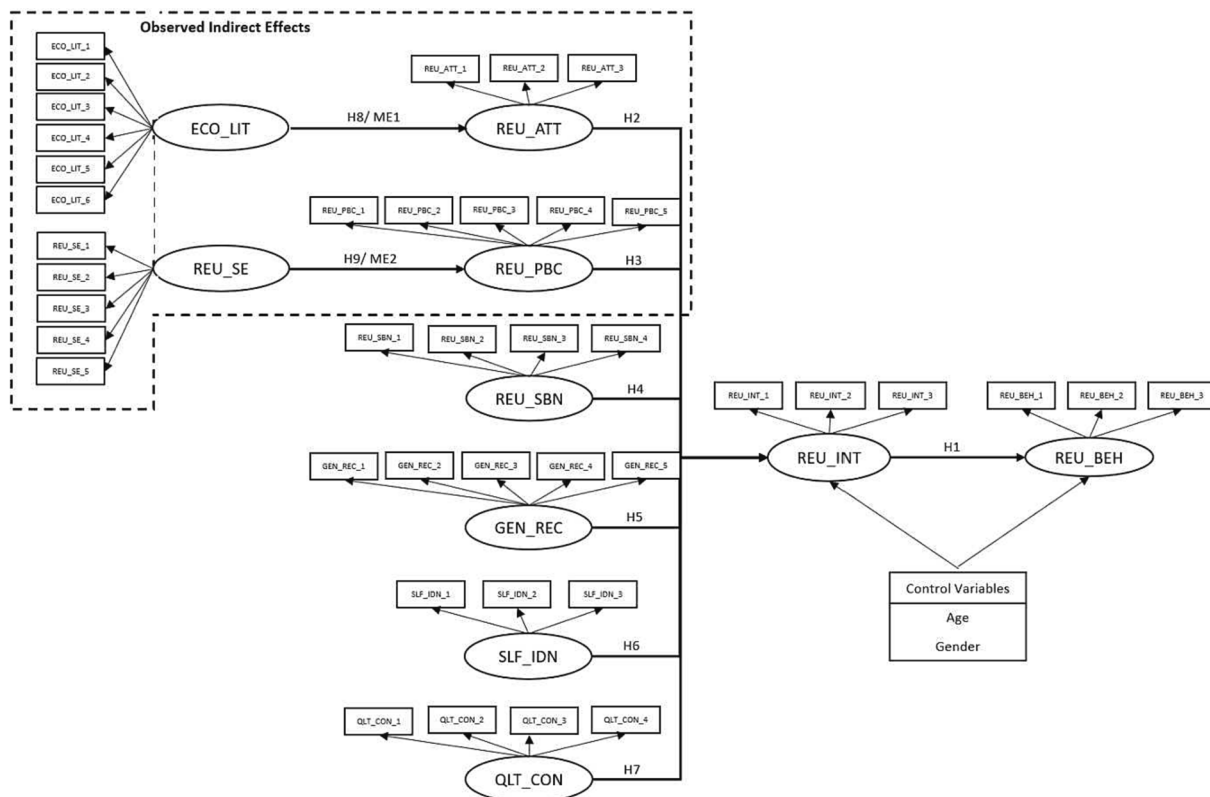 Observed Indirect Effects
ECO_LIT_1
ECO_LIT_2
ECO_LIT_3
ECO_LIT_4
ECO_LIT_5
ECO_LIT_6
ECO_LIT
H8/ ME1
REU_ATT_1
REU_ATT_2
REU_ATT_3
REU_ATT
H2
REU_SE_1
REU_SE_2
REU_SE_3
REU_SE_4
REU_SE_5
REU_SE
H9/ ME2
REU_PBC_1
REU_PBC_2
REU_PBC_3
REU_PBC_4
REU_PBC_5
REU_PBC
H3
REU_SBN_1
REU_SBN_2
REU_SBN_3
REU_SBN_4
REU_SBN
H4
GEN_REC_1
GEN_REC_2
GEN_REC_3
GEN_REC_4
GEN_REC_5
GEN_REC
H5
SLF_IDN_1
SLF_IDN_2
SLF_IDN_3
SLF_IDN
H6
QLT_CON_1
QLT_CON_2
QLT_CON_3
QLT_CON_4
QLT_CON
H7
REU_INT_1
REU_INT_2
REU_INT_3
REU_INT
H1
REU_BEH_1
REU_BEH_2
REU_BEH_3
REU_BEH
Control Variables
Age
Gender